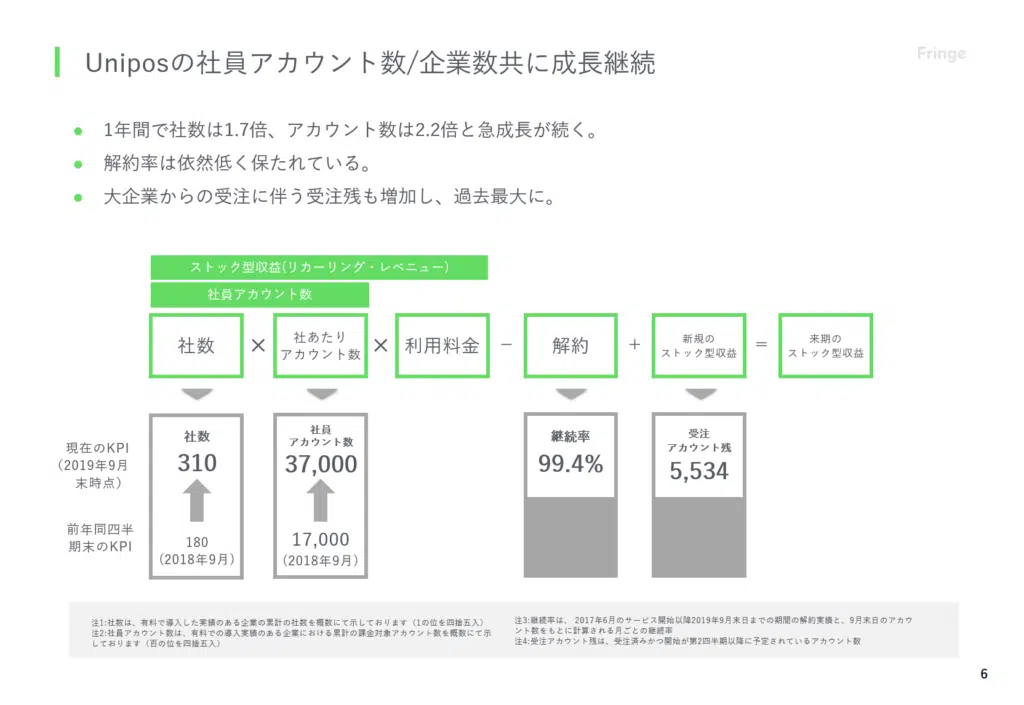 Uniposの社員アカウント数/企業数共に成長継続
Fringe
1年間で社数は1.7倍、アカウント数は2.2倍と急成長が続く。
解約率は依然低く保たれている。
大企業からの受注に伴う受注残も増加し、過去最大に。
ストック型収益(リカーリング・レベニュー)
社員アカウント数
社数
×
社あたり
アカウント数
×
利用料金
−
解約
+
新規の
ストック型収益
=
来期の
ストック型収益
現在のKPI
(2019年9月
末時点)
社数
310
社員
アカウント数
37,000
継続率
99.4%
受注
アカウント残
5,534
前年同四半
期末のKPI
180
(2018年9月)
17,000
(2018年9月)
注1:社数は、有料で導入した実績のある企業の累計の社数を概数にて示しております(1の位を四捨五入)
注2:社員アカウント数は、有料での導入実績のある企業における累計の課金対象アカウント数を概数にて示
しております(百の位を四捨五入)
注3:継続率は、 2017年6月のサービス開始以降2019年9月末日までの期間の解約実績と、9月末日のアカウ
ント数をもとに計算される月ごとの継続率
注4:受注アカウント残は、受注済みかつ開始が第2四半期以降に予定されているアカウント数
6